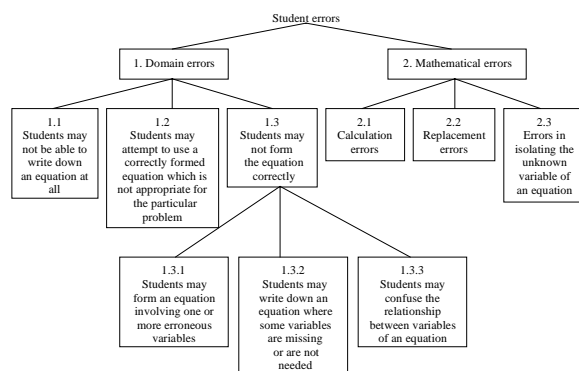 Student errors
1. Domain errors
2. Mathematical errors
1.1
Students may
not be able to
write down
an equation at
all
1.2
Students may
attempt to use a
correctly formed
equation which is
not appropriate for
the particular
problem
1.3
Students may
not form
the equation
correctly
2.1
Calculation
errors
2.2
Replacement
errors
2.3
Errors in
isolating the
unknown
variable of
an equation
1.3.1
Students may
form an equation
involving one or
more erroneous
variables
1.3.2
Students may
write down an
equation where
some variables
are missing
or are not
needed
1.3.3
Students may
confuse the
relationship
between variables
of an equation